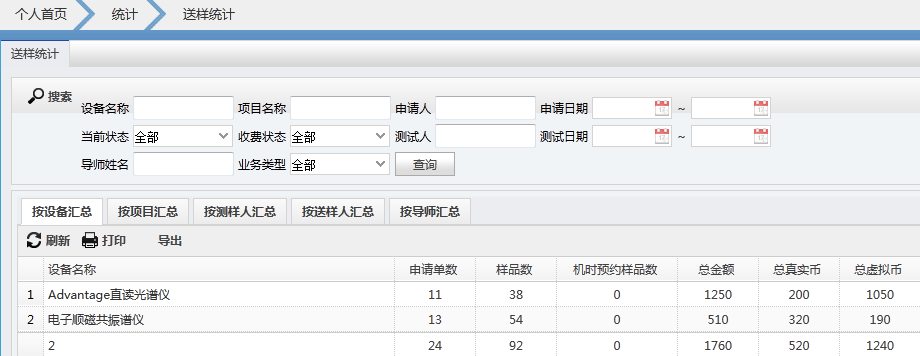 个人首页 统计 送样统计
送样统计
搜索
设备名称 项目名称 申请人 申请日期 ~
当前状态 全部 收费状态 全部 测试人 测试日期 ~
导师姓名 业务类型 全部 查询
按设备汇总 按项目汇总 按测样人汇总 按送样人汇总 按导师汇总
刷新 打印 导出
设备名称 申请单数 样品数 机时预约样品数 总金额 总真实币 总虚拟币
1 Advantage直读光谱仪 11 38 0 1250 200 1050
2 电子顺磁共振谱仪 13 54 0 510 320 190
2 24 92 0 1760 520 1240